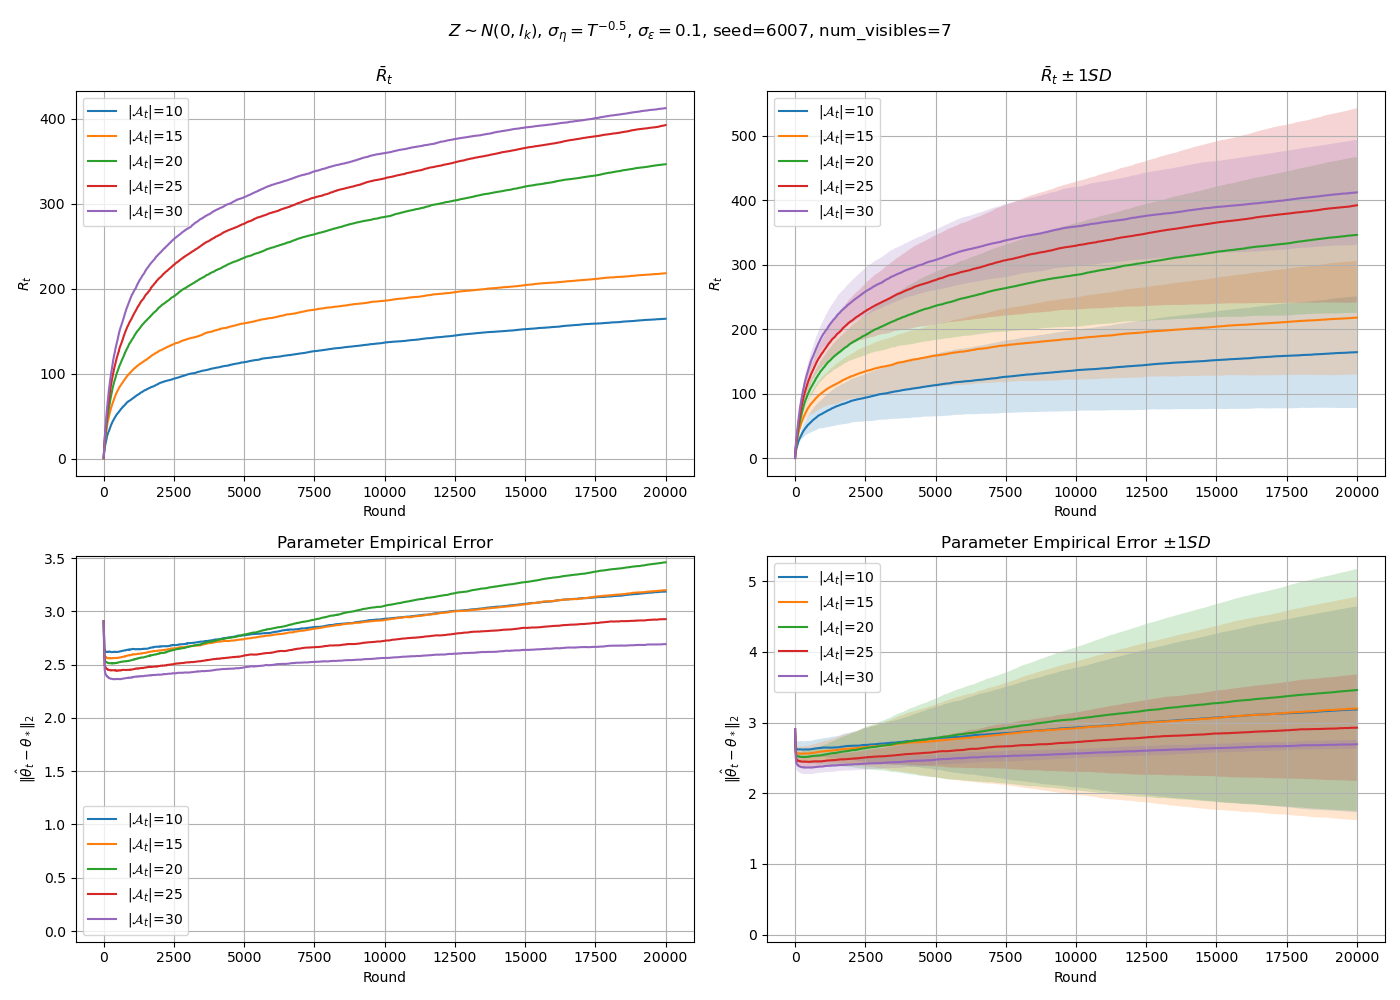 Z ~ N(0, I_k), σ_η = T^{-0.5}, σ_ε = 0.1, seed=6007, num_visibles=7
R̄_t
R_t
400
300
200
100
0
|𝒜_t|=10
|𝒜_t|=15
|𝒜_t|=20
|𝒜_t|=25
|𝒜_t|=30
0 2500 5000 7500 10000 12500 15000 17500 20000
Round
R̄_t ± 1SD
R_t
500
400
300
200
100
0
|𝒜_t|=10
|𝒜_t|=15
|𝒜_t|=20
|𝒜_t|=25
|𝒜_t|=30
0 2500 5000 7500 10000 12500 15000 17500 20000
Round
Parameter Empirical Error
‖θ̂_t − θ_*‖_2
3.5
3.0
2.5
2.0
1.5
1.0
0.5
0.0
|𝒜_t|=10
|𝒜_t|=15
|𝒜_t|=20
|𝒜_t|=25
|𝒜_t|=30
0 2500 5000 7500 10000 12500 15000 17500 20000
Round
Parameter Empirical Error ±1SD
‖θ̂_t − θ_*‖_2
5
4
3
2
1
0
|𝒜_t|=10
|𝒜_t|=15
|𝒜_t|=20
|𝒜_t|=25
|𝒜_t|=30
0 2500 5000 7500 10000 12500 15000 17500 20000
Round